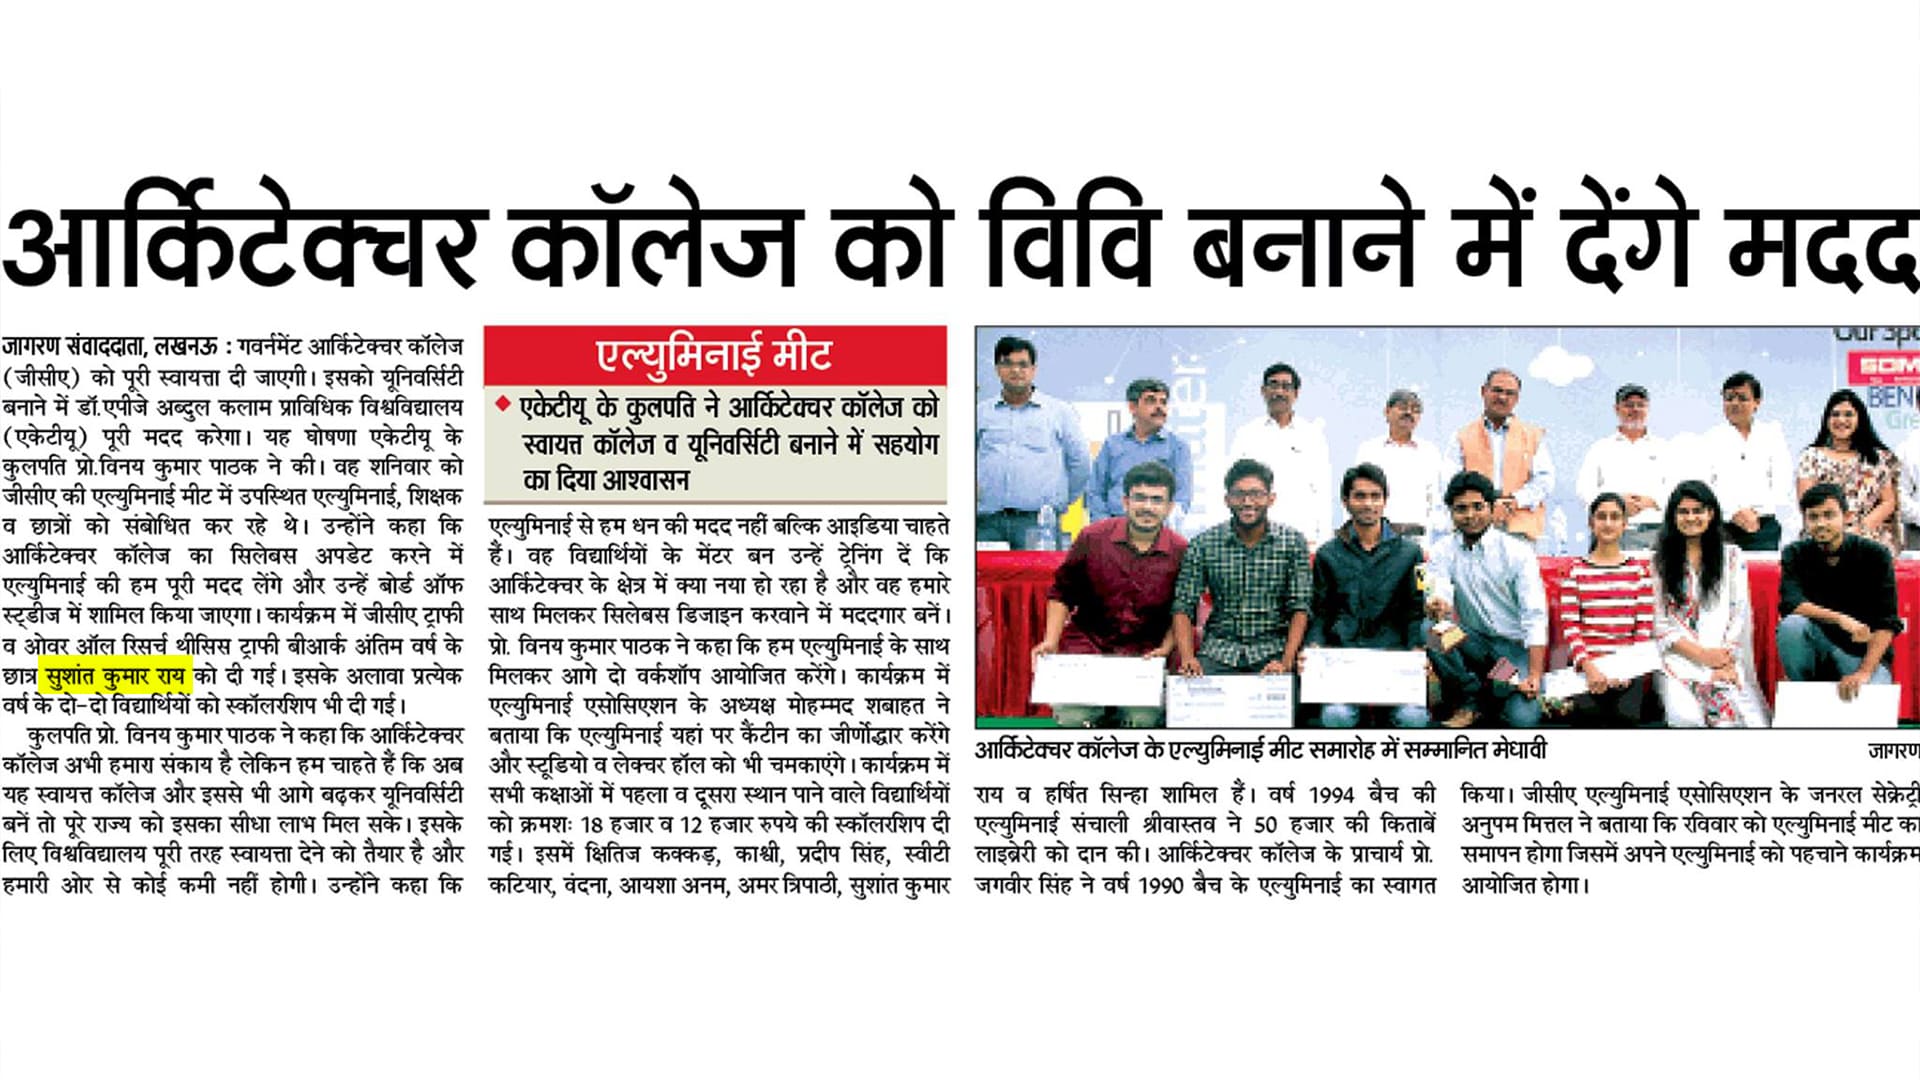 आर्किटेक्चर कॉलेज को विवि बनाने में देंगे मदद
जागरण संवाददाता, लखनऊ : गवर्नमेंट आर्किटेक्चर कॉलेज
(जीसीए) को पूरी स्वायत्ता दी जाएगी। इसको यूनिवर्सिटी
बनाने में डॉ.एपीजे अब्दुल कलाम प्राविधिक विश्वविद्यालय
(एकेटीयू) पूरी मदद करेगा। यह घोषणा एकेटीयू के
कुलपति प्रो.विनय कुमार पाठक ने की। वह शनिवार को
जीसीए की एल्युमिनाई मीट में उपस्थित एल्युमिनाई, शिक्षक
व छात्रों को संबोधित कर रहे थे। उन्होंने कहा कि
आर्किटेक्चर कॉलेज का सिलेबस अपडेट करने में
एल्युमिनाई की हम पूरी मदद लेंगे और उन्हें बोर्ड ऑफ
स्टडीज में शामिल किया जाएगा। कार्यक्रम में जीसीए ट्राफी
व ओवर ऑल रिसर्च थीसिस ट्राफी बीआर्क अंतिम वर्ष के
छात्र सुशांत कुमार राय को दी गई। इसके अलावा प्रत्येक
वर्ष के दो-दो विद्यार्थियों को स्कॉलरशिप भी दी गई।
कुलपति प्रो. विनय कुमार पाठक ने कहा कि आर्किटेक्चर
कॉलेज अभी हमारा संकाय है लेकिन हम चाहते हैं कि अब
यह स्वायत्त कॉलेज और इससे भी आगे बढ़कर यूनिवर्सिटी
बनें तो पूरे राज्य को इसका सीधा लाभ मिल सके। इसके
लिए विश्वविद्यालय पूरी तरह स्वायत्ता देने को तैयार है और
हमारी ओर से कोई कमी नहीं होगी। उन्होंने कहा कि
एल्युमिनाई मीट
एकेटीयू के कुलपति ने आर्किटेक्चर कॉलेज को
स्वायत्त कॉलेज व यूनिवर्सिटी बनाने में सहयोग
का दिया आश्वासन
एल्युमिनाई से हम धन की मदद नहीं बल्कि आइडिया चाहते
हैं। वह विद्यार्थियों के मेंटर बन उन्हें ट्रेनिंग दें कि
आर्किटेक्चर के क्षेत्र में क्या नया हो रहा है और वह हमारे
साथ मिलकर सिलेबस डिजाइन करवाने में मददगार बनें।
प्रो. विनय कुमार पाठक ने कहा कि हम एल्युमिनाई के साथ
मिलकर आगे दो वर्कशॉप आयोजित करेंगे। कार्यक्रम में
एल्युमिनाई एसोसिएशन के अध्यक्ष मोहम्मद शबाहत ने
बताया कि एल्युमिनाई यहां पर कैंटीन का जीर्णोद्धार करेंगे
और स्टूडियो व लेक्चर हॉल को भी चमकाएंगे। कार्यक्रम में
सभी कक्षाओं में पहला व दूसरा स्थान पाने वाले विद्यार्थियों
को क्रमशः 18 हजार व 12 हजार रुपये की स्कॉलरशिप दी
गई। इसमें क्षितिज कक्कड़, काश्वी, प्रदीप सिंह, स्वीटी
कटियार, वंदना, आयशा अनम, अमर त्रिपाठी, सुशांत कुमार
SOM
BEN
Gre
आर्किटेक्चर कॉलेज के एल्युमिनाई मीट समारोह में सम्मानित मेधावी जागरण
राय व हर्षित सिन्हा शामिल हैं। वर्ष 1994 बैच की
एल्युमिनाई संचाली श्रीवास्तव ने 50 हजार की किताबें
लाइब्रेरी को दान की। आर्किटेक्चर कॉलेज के प्राचार्य प्रो.
जगवीर सिंह ने वर्ष 1990 बैच के एल्युमिनाई का स्वागत
किया। जीसीए एल्युमिनाई एसोसिएशन के जनरल सेक्रेट्री
अनुपम मित्तल ने बताया कि रविवार को एल्युमिनाई मीट का
समापन होगा जिसमें अपने एल्युमिनाई को पहचाने कार्यक्रम
आयोजित होगा।